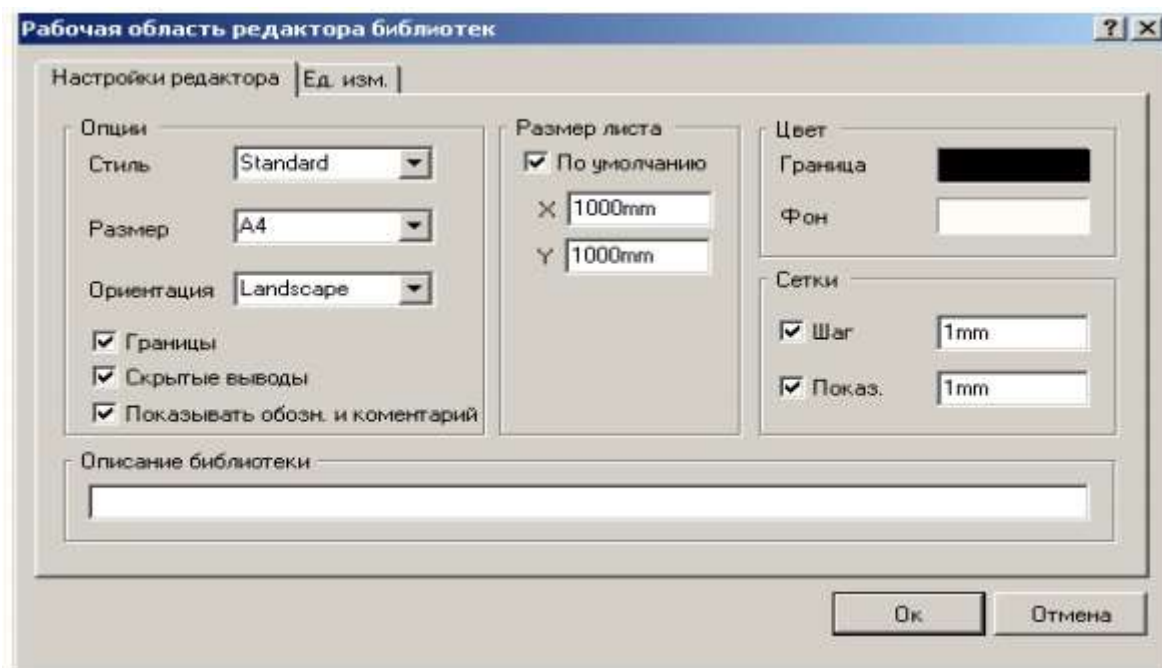 Рабочая область редактора библиотек
Настройки редактора Ед. изм.
Опции
Стиль Standard
Размер A4
Ориентация Landscape
Границы
Скрытые выводы
Показывать обозн. и коментарий
Размер листа
По умолчанию
X 1000mm
Y 1000mm
Цвет
Граница
Фон
Сетки
Шаг 1mm
Показ. 1mm
Описание библиотеки
Ок Отмена